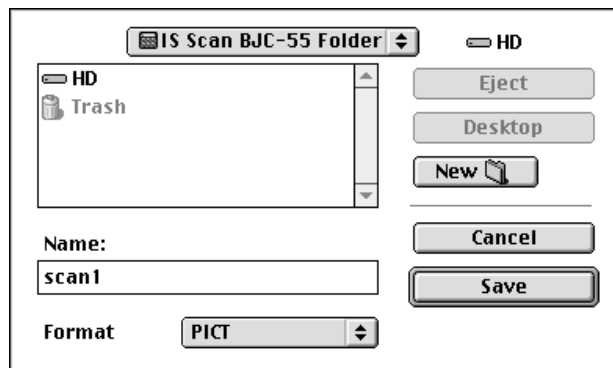 IS Scan BJC-55 Folder
HD
HD
Trash
Eject
Desktop
New
Name:
scan1
Cancel
Save
Format
PICT